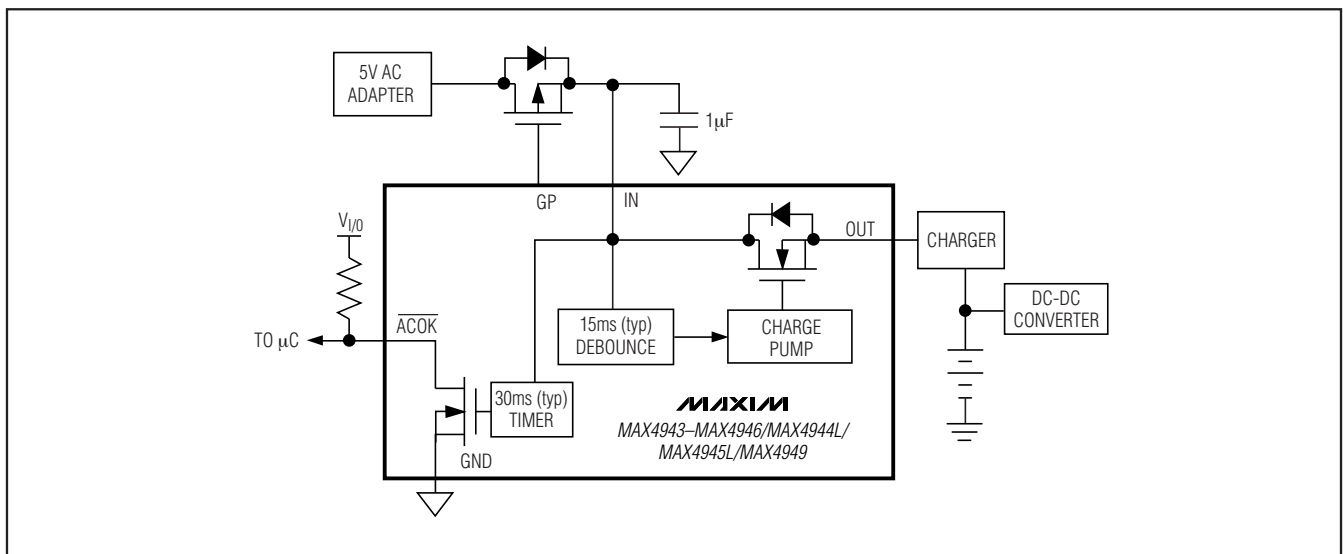 5V AC
ADAPTER
1μF
GP
IN
V_I/0
OUT
CHARGER
DC-DC
CONVERTER
ACOK
TO μC
15ms (typ)
DEBOUNCE
CHARGE
PUMP
30ms (typ)
TIMER
MAXIM
MAX4943–MAX4946/MAX4944L/
MAX4945L/MAX4949
GND